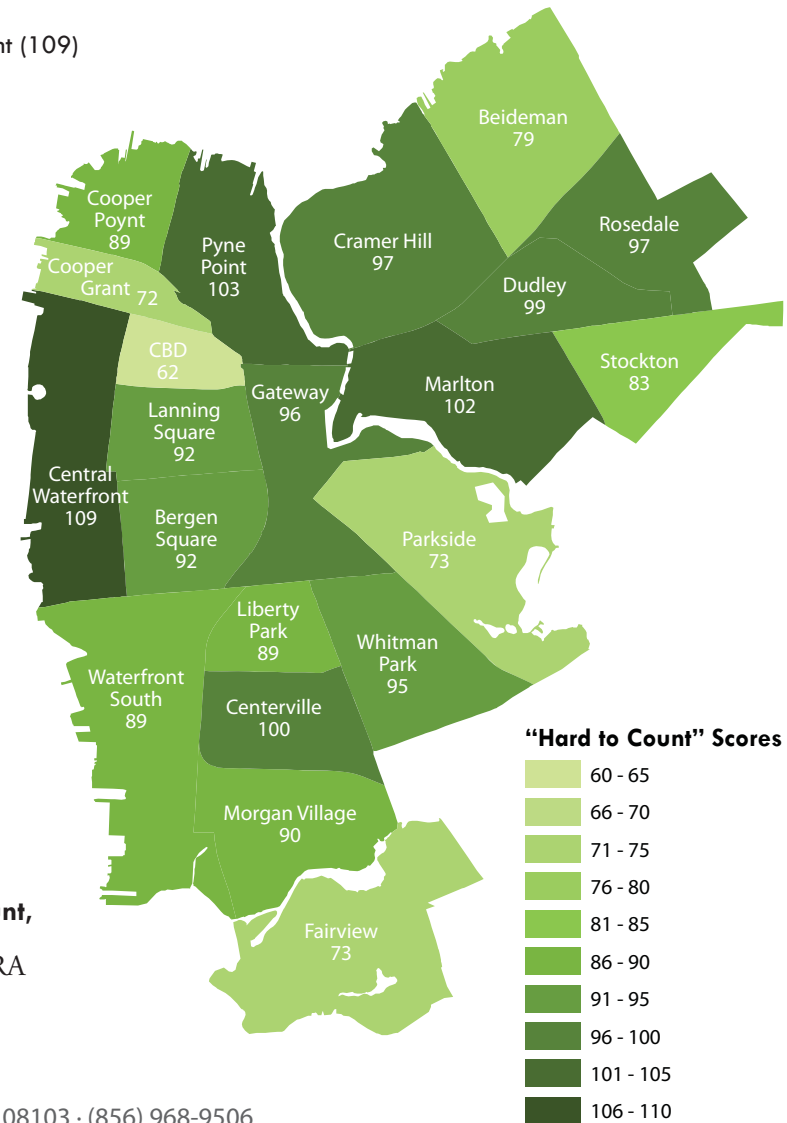 (109)
Beideman
79
Cooper
Poynt
89
Pyne
Point
103
Cramer Hill
97
Rosedale
97
Cooper
Grant 72
Dudley
99
CBD
62
Stockton
83
Gateway
96
Marlton
102
Lanning
Square
92
Central
Waterfront
109
Bergen
Square
92
Parkside
73
Liberty
Park
89
Whitman
Park
95
Waterfront
South
89
Centerville
100
Morgan Village
90
Fairview
73
“Hard to Count” Scores
60 - 65
66 - 70
71 - 75
76 - 80
81 - 85
86 - 90
91 - 95
96 - 100
101 - 105
106 - 110
08103 · (856) 968-9506